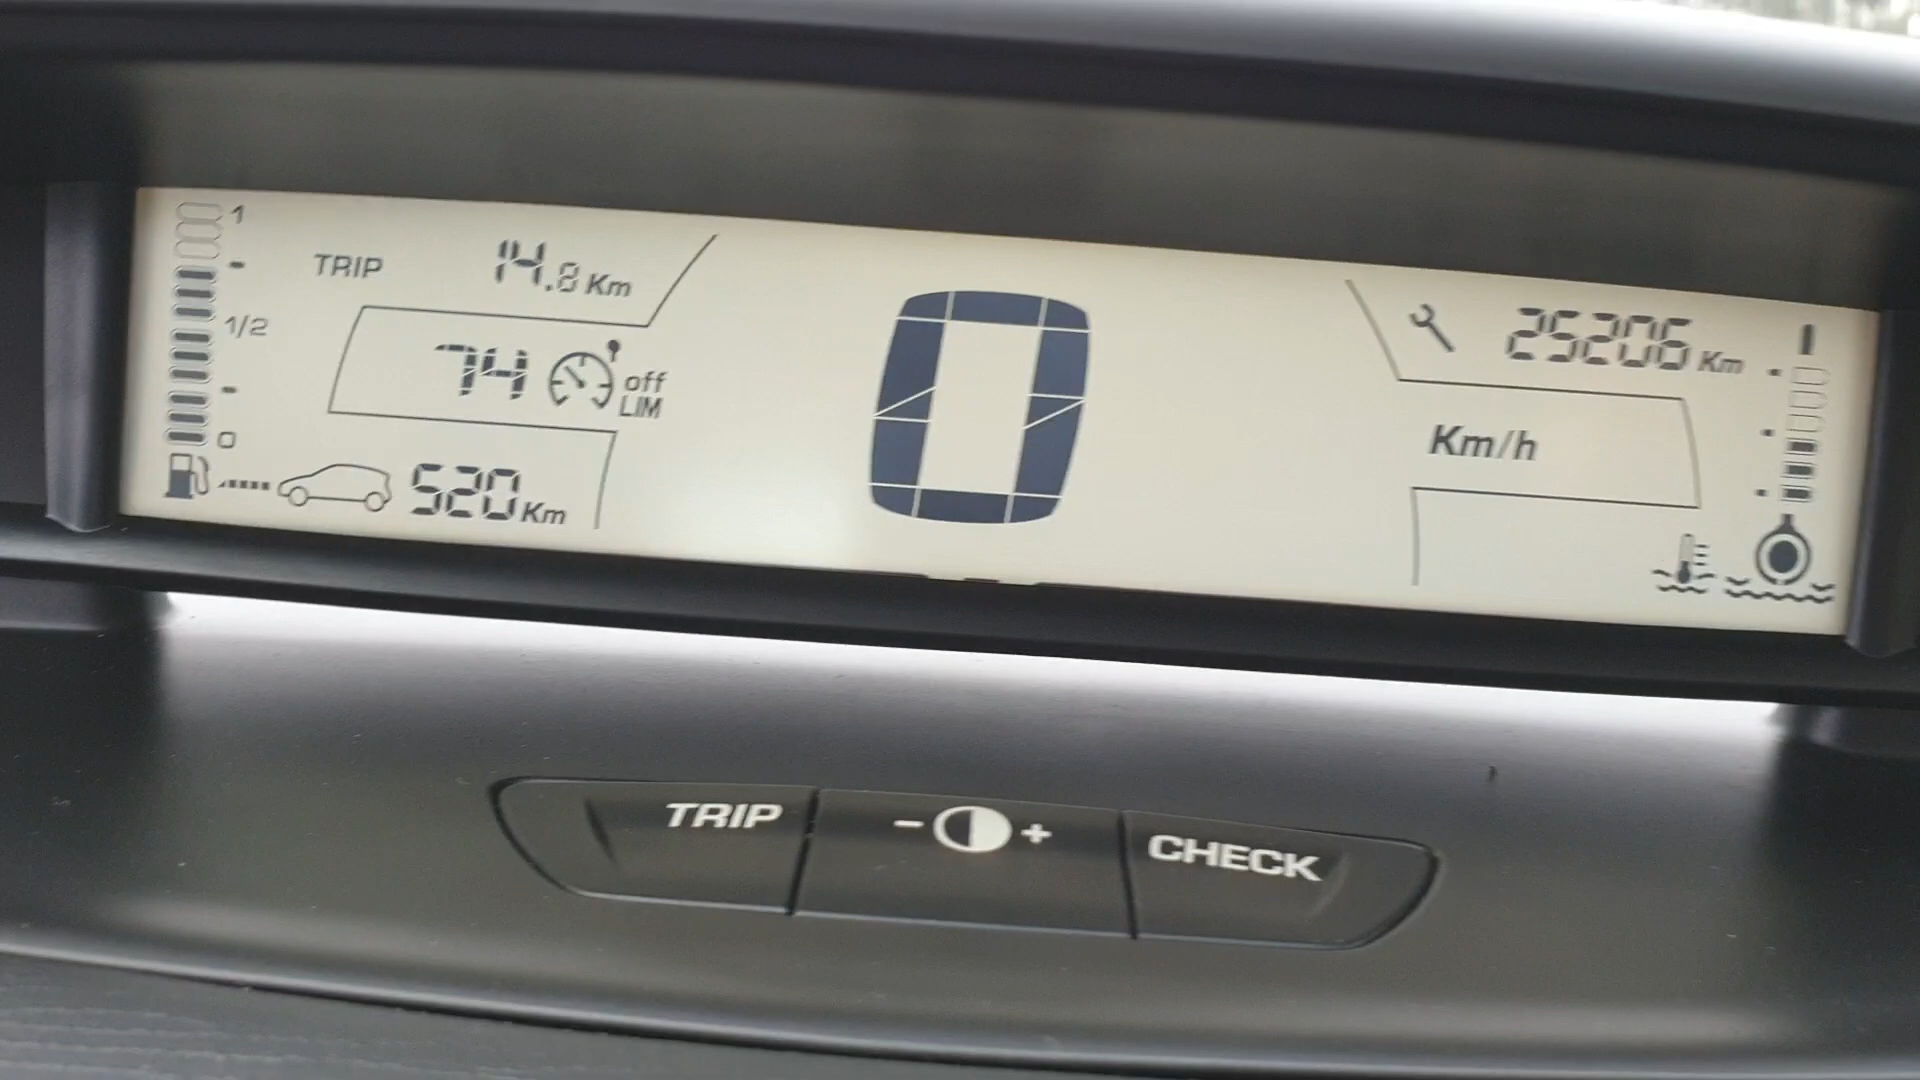 1
TRIP 14.8 Km
1/2
74 off
LIM
0
520 Km
0
25206 Km
Km/h
TRIP - + CHECK